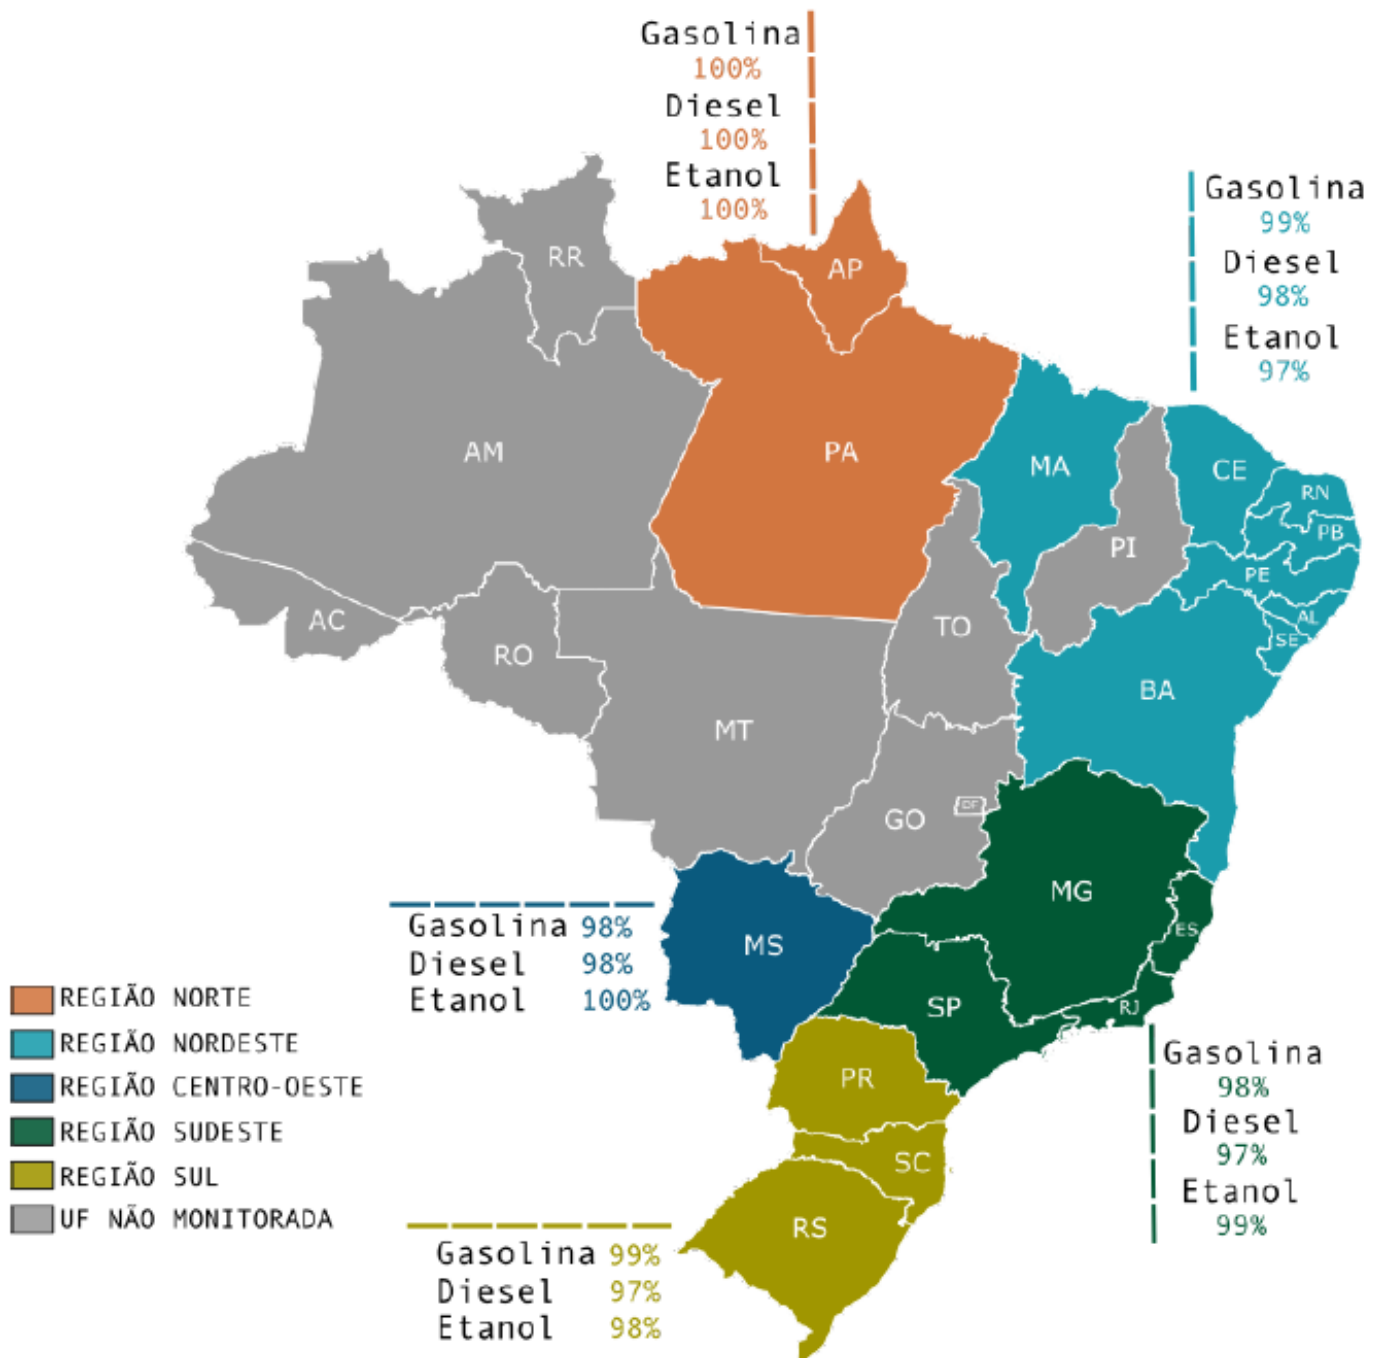 Gasolina
100%
Diesel
100%
Etanol
100%
Gasolina
99%
Diesel
98%
Etanol
97%
RR
AP
AM
PA
MA
CE
RN
PB
PI
PE
AL
SE
AC
RO
TO
BA
MT
GO
DF
MG
ES
MS
SP
RJ
Gasolina 98%
Diesel 98%
Etanol 100%
REGIÃO NORTE
REGIÃO NORDESTE
REGIÃO CENTRO-OESTE
REGIÃO SUDESTE
REGIÃO SUL
UF NÃO MONITORADA
PR
SC
RS
Gasolina
98%
Diesel
97%
Etanol
99%
Gasolina 99%
Diesel 97%
Etanol 98%